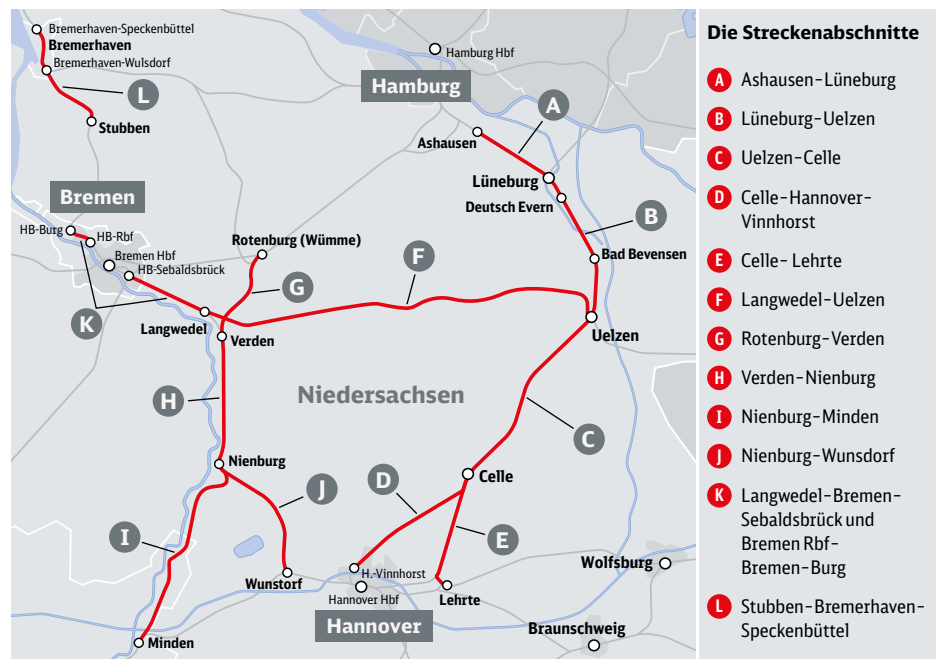 Bremerhaven-Speckenbüttel
Bremerhaven
Bremerhaven-Wulsdorf
L
Stubben
Hamburg Hbf
Hamburg
A
Ashausen
Lüneburg
Deutsch Evern
B
Bad Bevensen
Bremen
HB-Burg
HB-Rbf
Bremen Hbf
HB-Sebaldsbrück
Rotenburg (Wümme)
F
G
K
Langwedel
Verden
Uelzen
Niedersachsen
H
C
Nienburg
Celle
D
J
I
E
H.-Vinnhorst
Wunstorf
Hannover Hbf
Lehrte
Wolfsburg
Hannover
Braunschweig
Minden
Die Streckenabschnitte
A Ashausen–Lüneburg
B Lüneburg–Uelzen
C Uelzen–Celle
D Celle–Hannover–
Vinnhorst
E Celle– Lehrte
F Langwedel–Uelzen
G Rotenburg–Verden
H Verden–Nienburg
I Nienburg–Minden
J Nienburg–Wunsdorf
K Langwedel–Bremen–
Sebaldsbrück und
Bremen Rbf–
Bremen-Burg
L Stubben–Bremerhaven–
Speckenbüttel